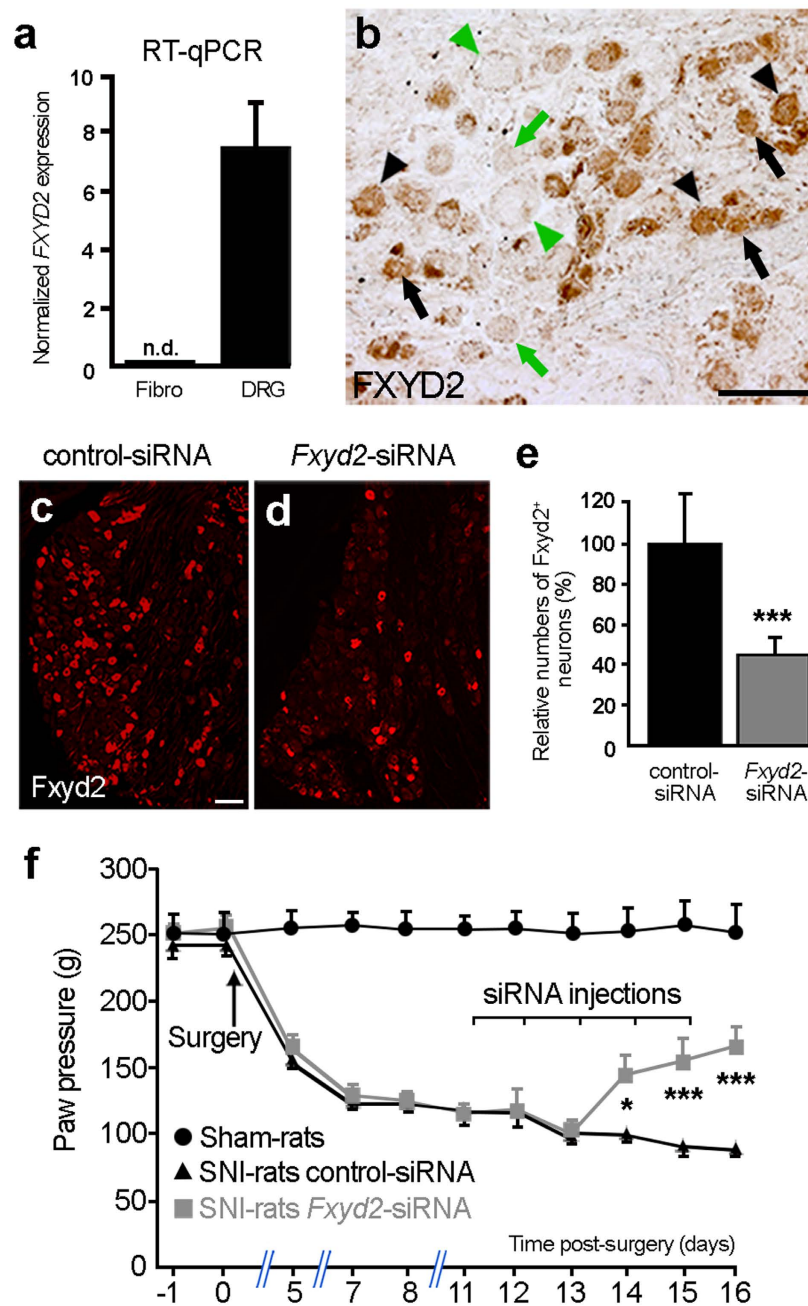 a
RT-qPCR
Normalized FXYD2 expression
10
8
6
4
2
0
n.d.
Fibro
DRG
b
FXYD2
control-siRNA
Fxyd2-siRNA
c
Fxyd2
d
e
Relative numbers of Fxyd2+
neurons (%)
120
100
80
60
40
20
0
***
control-
siRNA
Fxyd2-
siRNA
f
Paw pressure (g)
300
250
200
150
100
50
0
Surgery
siRNA injections
*
***
***
Sham-rats
SNI-rats control-siRNA
SNI-rats Fxyd2-siRNA
Time post-surgery (days)
-1 0 5 7 8 11 12 13 14 15 16